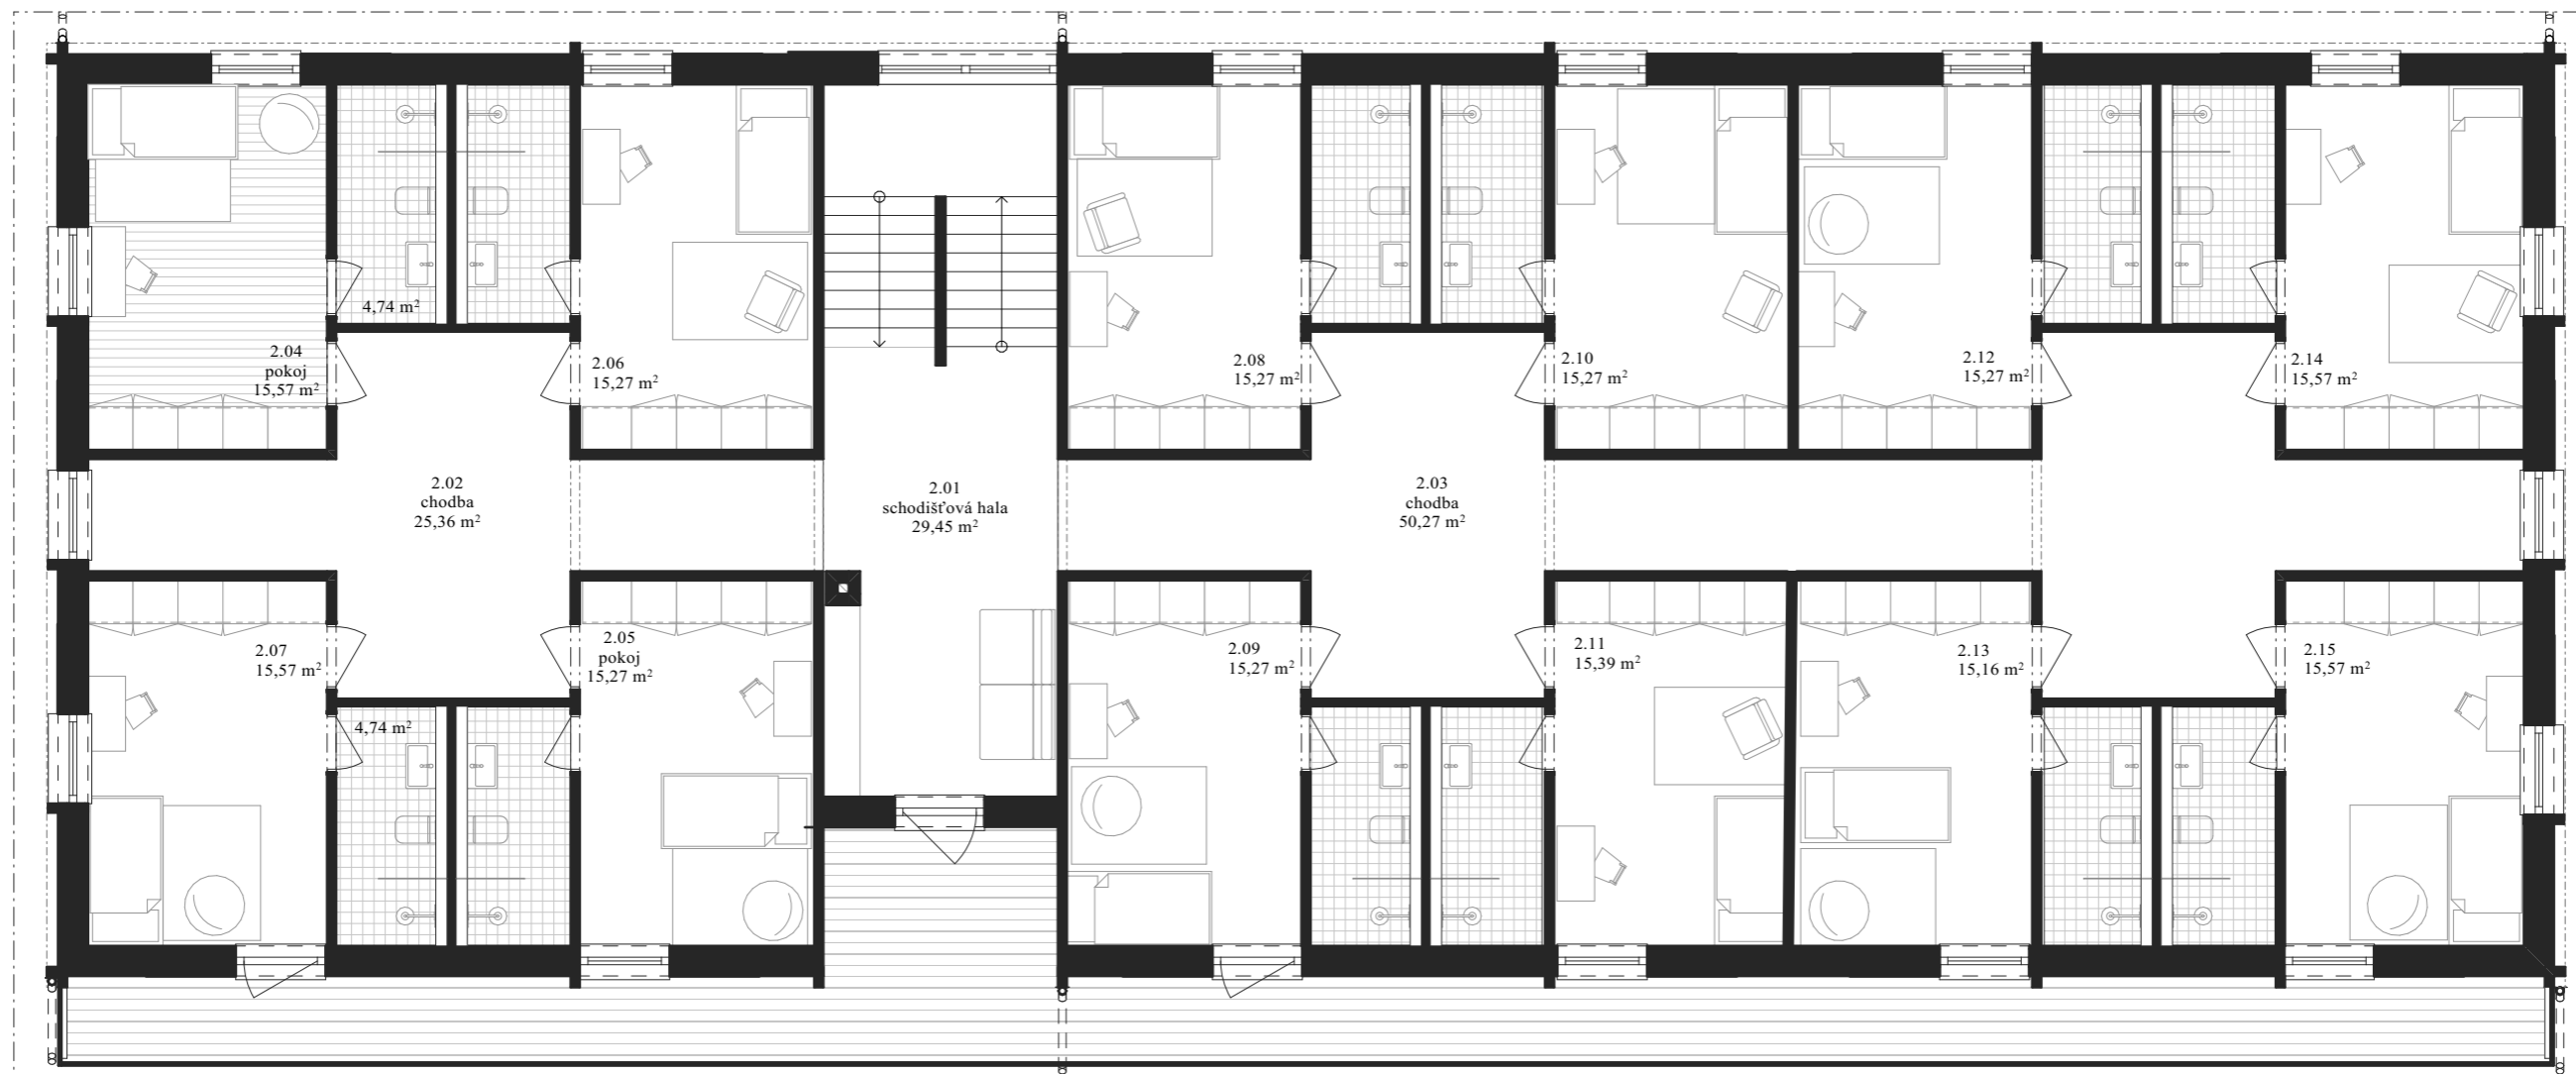 4,74 m²
2.04
pokoj
15,57 m²
2.06
15,27 m²
2.08
15,27 m²
2.10
15,27 m²
2.12
15,27 m²
2.14
15,57 m²
2.02
chodba
25,36 m²
2.01
schodišťová hala
29,45 m²
2.03
chodba
50,27 m²
2.07
15,57 m²
2.05
pokoj
15,27 m²
2.09
15,27 m²
2.11
15,39 m²
2.13
15,16 m²
2.15
15,57 m²
4,74 m²